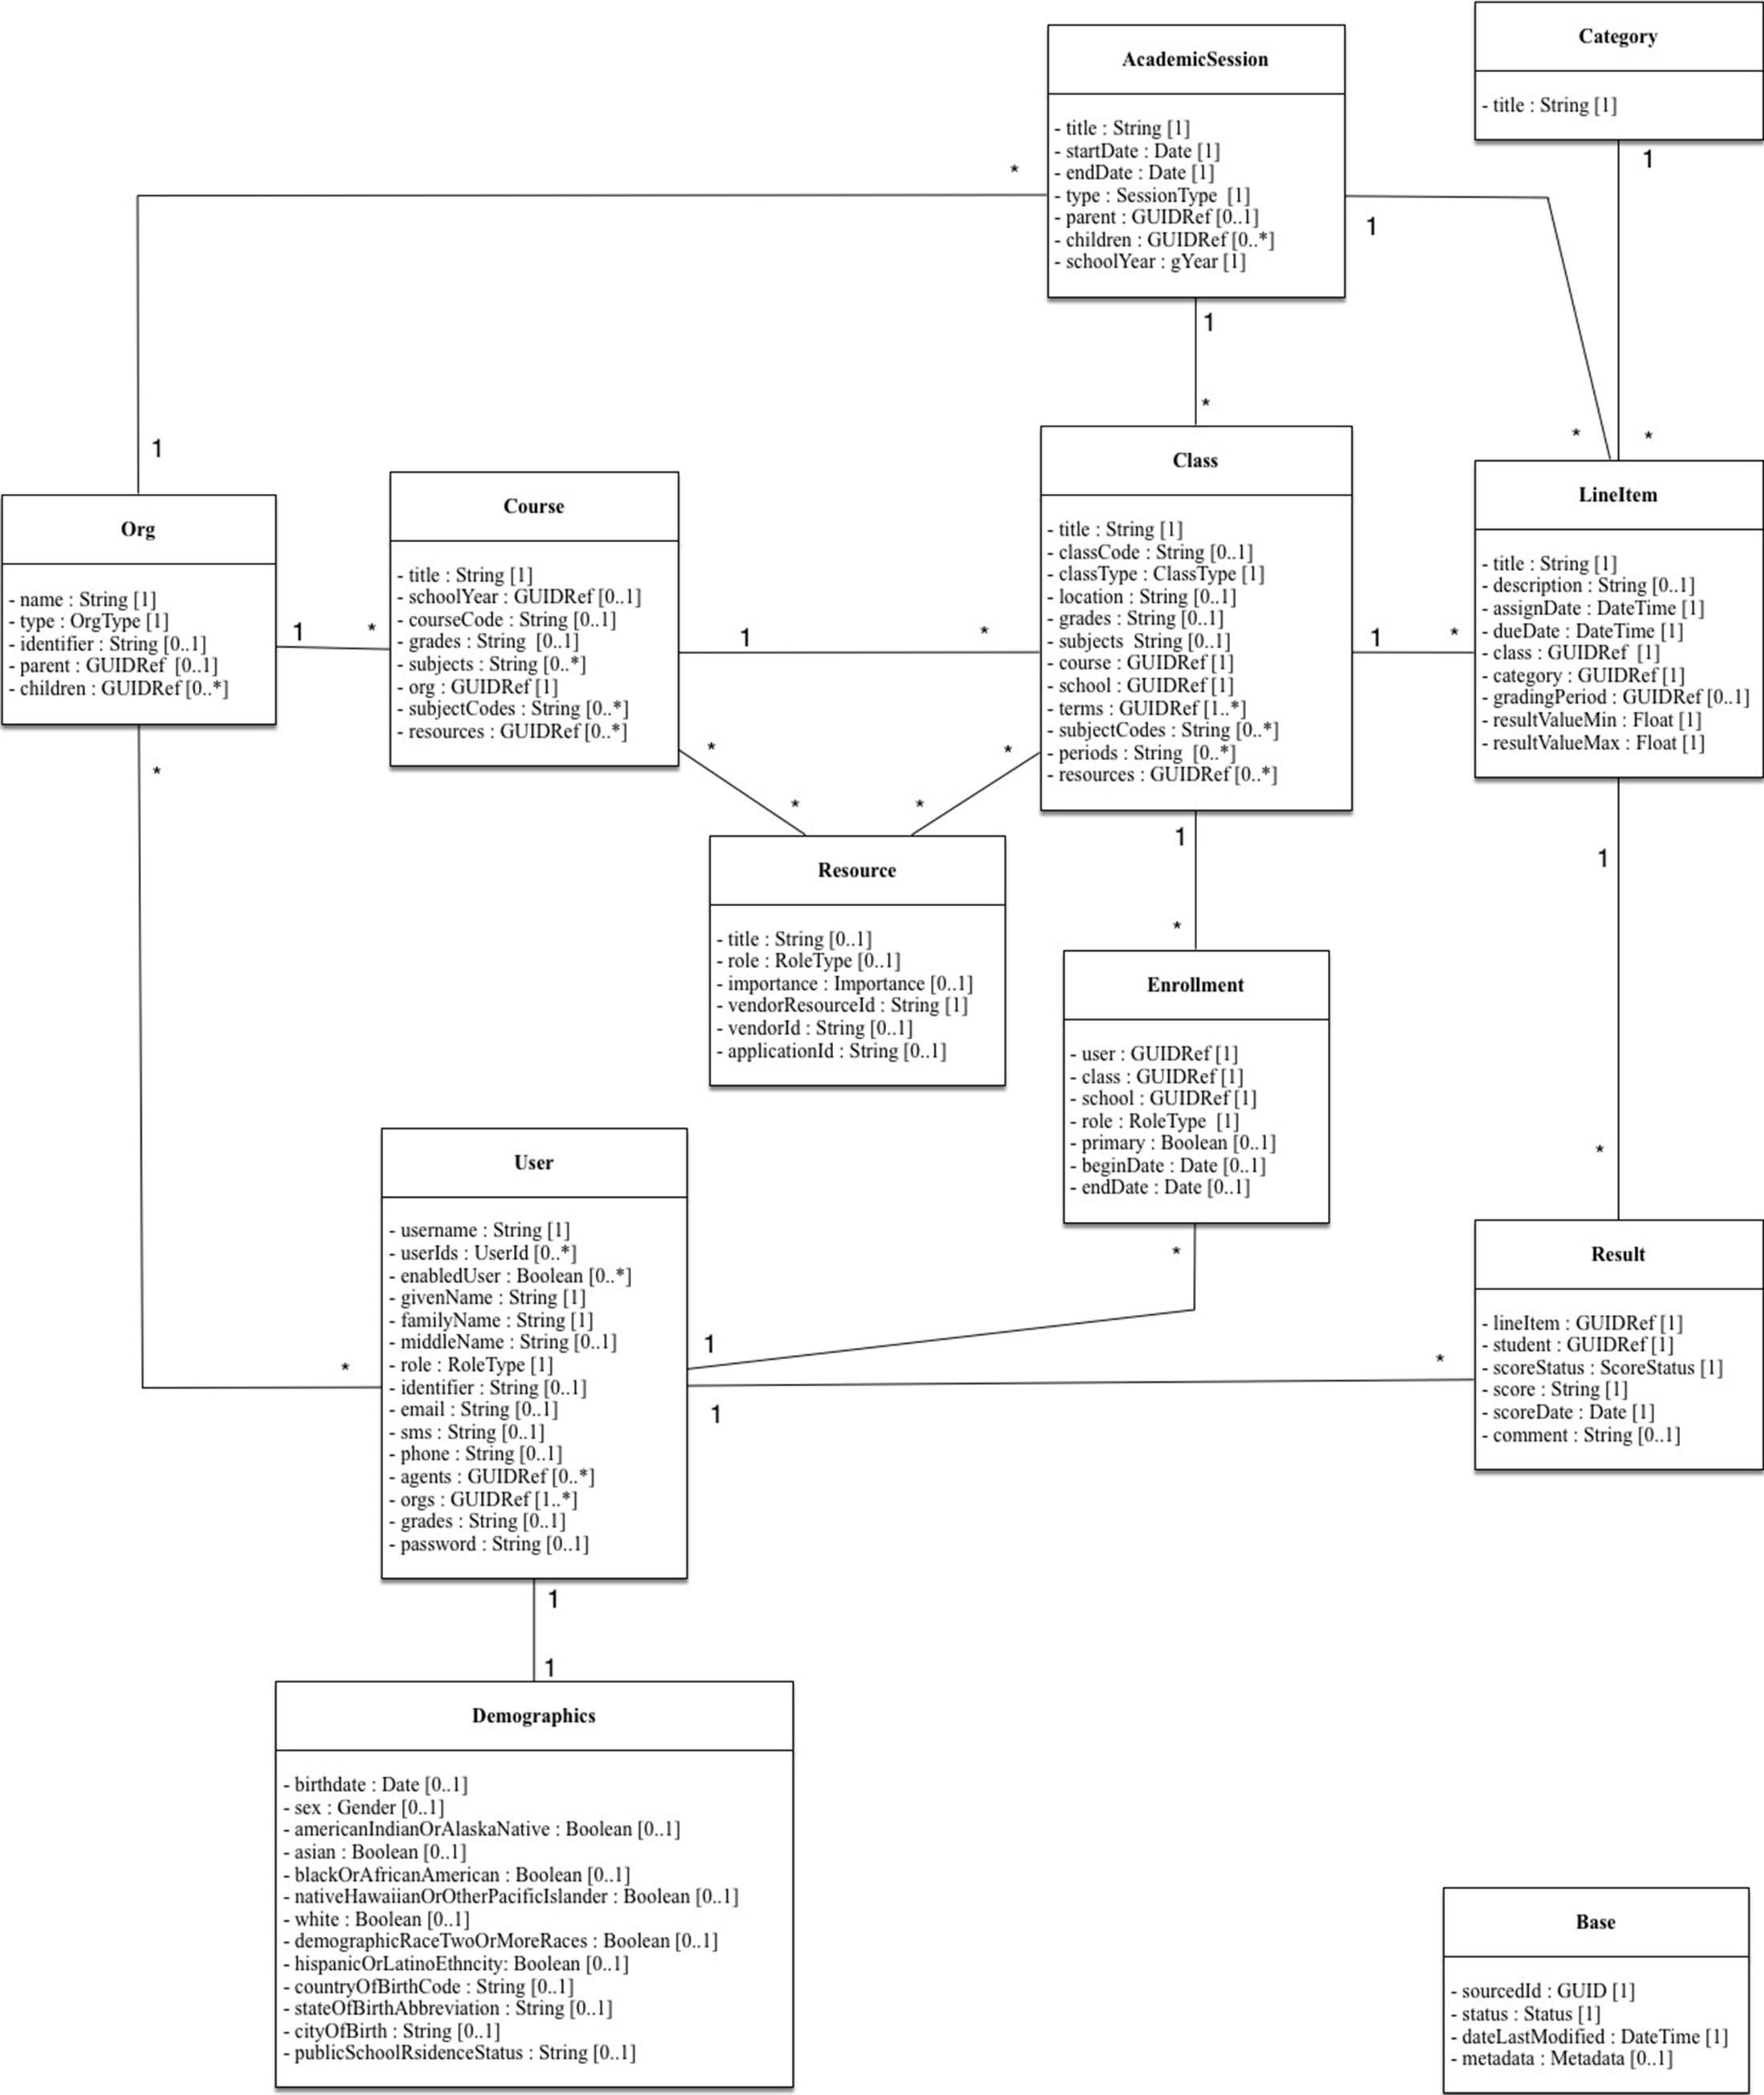 Category
- title : String [1]
1
AcademicSession
- title : String [1]
- startDate : Date [1]
- endDate : Date [1]
- type : SessionType [1]
- parent : GUIDRef [0..1]
- children : GUIDRef [0..*]
- schoolYear : gYear [1]
*
1
1
*
1
*
*
Org
- name : String [1]
- type : OrgType [1]
- identifier : String [0..1]
- parent : GUIDRef [0..1]
- children : GUIDRef [0..*]
1
*
*
Course
- title : String [1]
- schoolYear : GUIDRef [0..1]
- courseCode : String [0..1]
- grades : String [0..1]
- subjects : String [0..*]
- org : GUIDRef [1]
- subjectCodes : String [0..*]
- resources : GUIDRef [0..*]
1
*
*
*
Class
- title : String [1]
- classCode : String [0..1]
- classType : ClassType [1]
- location : String [0..1]
- grades : String [0..1]
- subjects String [0..1]
- course : GUIDRef [1]
- school : GUIDRef [1]
- terms : GUIDRef [1..*]
- subjectCodes : String [0..*]
- periods : String [0..*]
- resources : GUIDRef [0..*]
*
*
1
*
1
*
LineItem
- title : String [1]
- description : String [0..1]
- assignDate : DateTime [1]
- dueDate : DateTime [1]
- class : GUIDRef [1]
- category : GUIDRef [1]
- gradingPeriod : GUIDRef [0..1]
- resultValueMin : Float [1]
- resultValueMax : Float [1]
1
*
Resource
- title : String [0..1]
- role : RoleType [0..1]
- importance : Importance [0..1]
- vendorResourceId : String [1]
- vendorId : String [0..1]
- applicationId : String [0..1]
Enrollment
- user : GUIDRef [1]
- class : GUIDRef [1]
- school : GUIDRef [1]
- role : RoleType [1]
- primary : Boolean [0..1]
- beginDate : Date [0..1]
- endDate : Date [0..1]
*
User
- username : String [1]
- userIds : UserId [0..*]
- enabledUser : Boolean [0..*]
- givenName : String [1]
- familyName : String [1]
- middleName : String [0..1]
- role : RoleType [1]
- identifier : String [0..1]
- email : String [0..1]
- sms : String [0..1]
- phone : String [0..1]
- agents : GUIDRef [0..*]
- orgs : GUIDRef [1..*]
- grades : String [0..1]
- password : String [0..1]
*
1
1
*
Result
- lineItem : GUIDRef [1]
- student : GUIDRef [1]
- scoreStatus : ScoreStatus [1]
- score : String [1]
- scoreDate : Date [1]
- comment : String [0..1]
1
1
Demographics
- birthdate : Date [0..1]
- sex : Gender [0..1]
- americanIndianOrAlaskaNative : Boolean [0..1]
- asian : Boolean [0..1]
- blackOrAfricanAmerican : Boolean [0..1]
- nativeHawaiianOrOtherPacificIslander : Boolean [0..1]
- white : Boolean [0..1]
- demographicRaceTwoOrMoreRaces : Boolean [0..1]
- hispanicOrLatinoEthncity: Boolean [0..1]
- countryOfBirthCode : String [0..1]
- stateOfBirthAbbreviation : String [0..1]
- cityOfBirth : String [0..1]
- publicSchoolRsidenceStatus : String [0..1]
Base
- sourcedId : GUID [1]
- status : Status [1]
- dateLastModified : DateTime [1]
- metadata : Metadata [0..1]